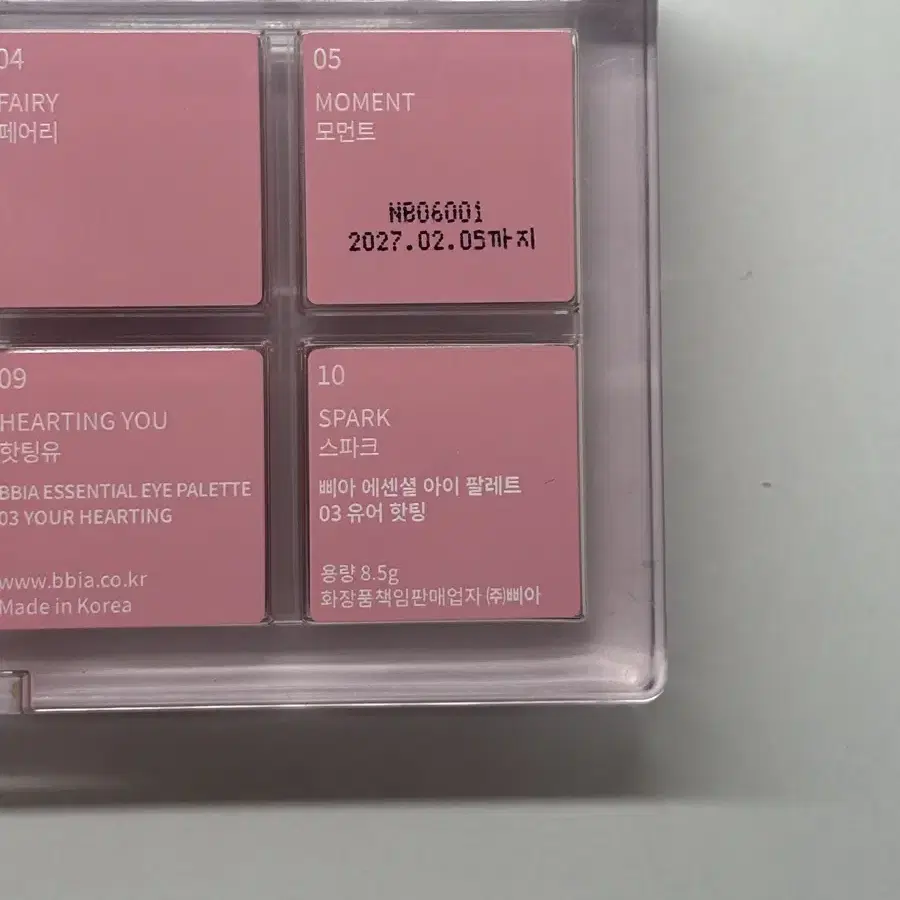 04
FAIRY
페어리
05
MOMENT
모먼트
NB06001
2027.02.05까지
09
HEARTING YOU
핫팅유
BBIA ESSENTIAL EYE PALETTE
03 YOUR HEARTING
www.bbia.co.kr
Made in Korea
10
SPARK
스파크
삐아 에센셜 아이 팔레트
03 유어 핫팅
용량 8.5g
화장품책임판매업자 ㈜삐아